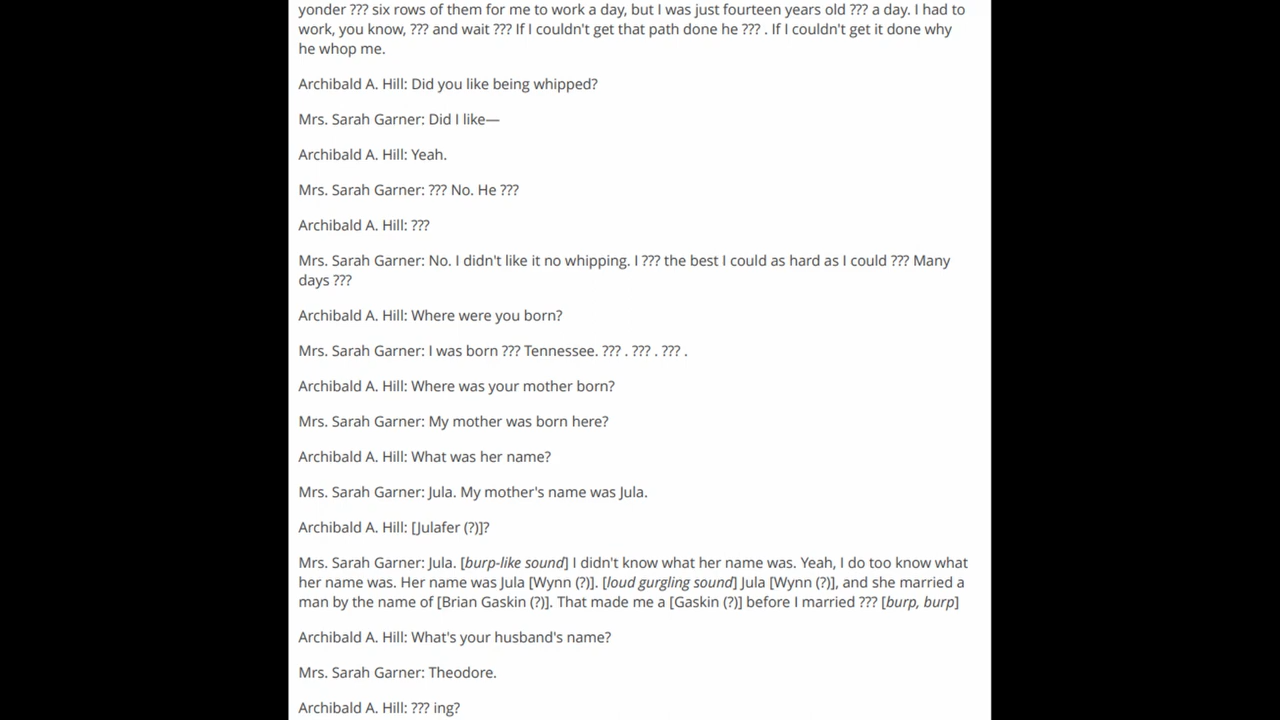 yonder ??? six rows of them for me to work a day, but I was just fourteen years old ??? a day. I had to
work, you know, ??? and wait ??? If I couldn't get that path done he ??? . If I couldn't get it done why
he whop me.
Archibald A. Hill: Did you like being whipped?
Mrs. Sarah Garner: Did I like—
Archibald A. Hill: Yeah.
Mrs. Sarah Garner: ??? No. He ???
Archibald A. Hill: ???
Mrs. Sarah Garner: No. I didn't like it no whipping. I ??? the best I could as hard as I could ??? Many
days ???
Archibald A. Hill: Where were you born?
Mrs. Sarah Garner: I was born ??? Tennessee. ??? . ??? . ??? .
Archibald A. Hill: Where was your mother born?
Mrs. Sarah Garner: My mother was born here?
Archibald A. Hill: What was her name?
Mrs. Sarah Garner: Jula. My mother's name was Jula.
Archibald A. Hill: [Julafer (?)]?
Mrs. Sarah Garner: Jula. [burp-like sound] I didn't know what her name was. Yeah, I do too know what
her name was. Her name was Jula [Wynn (?)]. [loud gurgling sound] Jula [Wynn (?)], and she married a
man by the name of [Brian Gaskin (?)]. That made me a [Gaskin (?)] before I married ??? [burp, burp]
Archibald A. Hill: What's your husband's name?
Mrs. Sarah Garner: Theodore.
Archibald A. Hill: ??? ing?